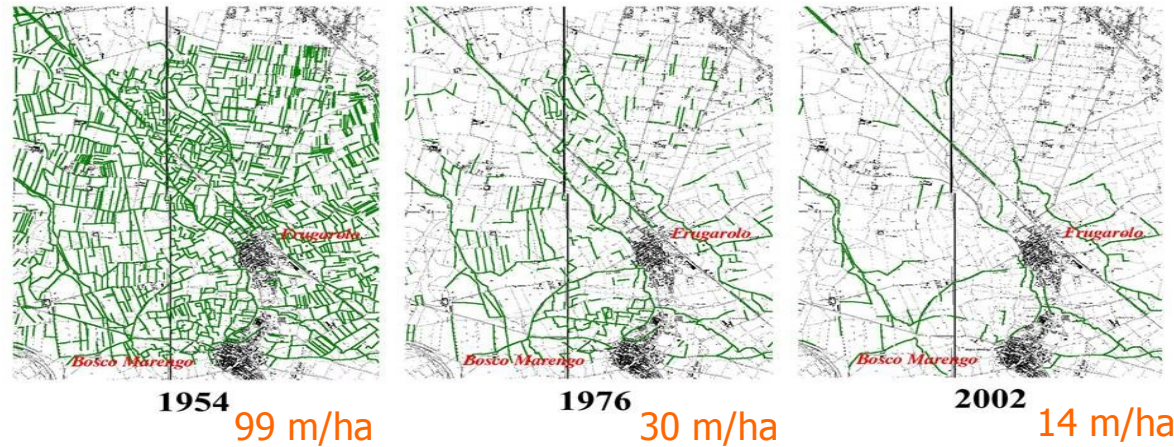 Frugarolo
Bosco Marengo
1954
99 m/ha
Frugarolo
Bosco Marengo
1976
30 m/ha
Frugarolo
Bosco Marengo
2002
14 m/ha